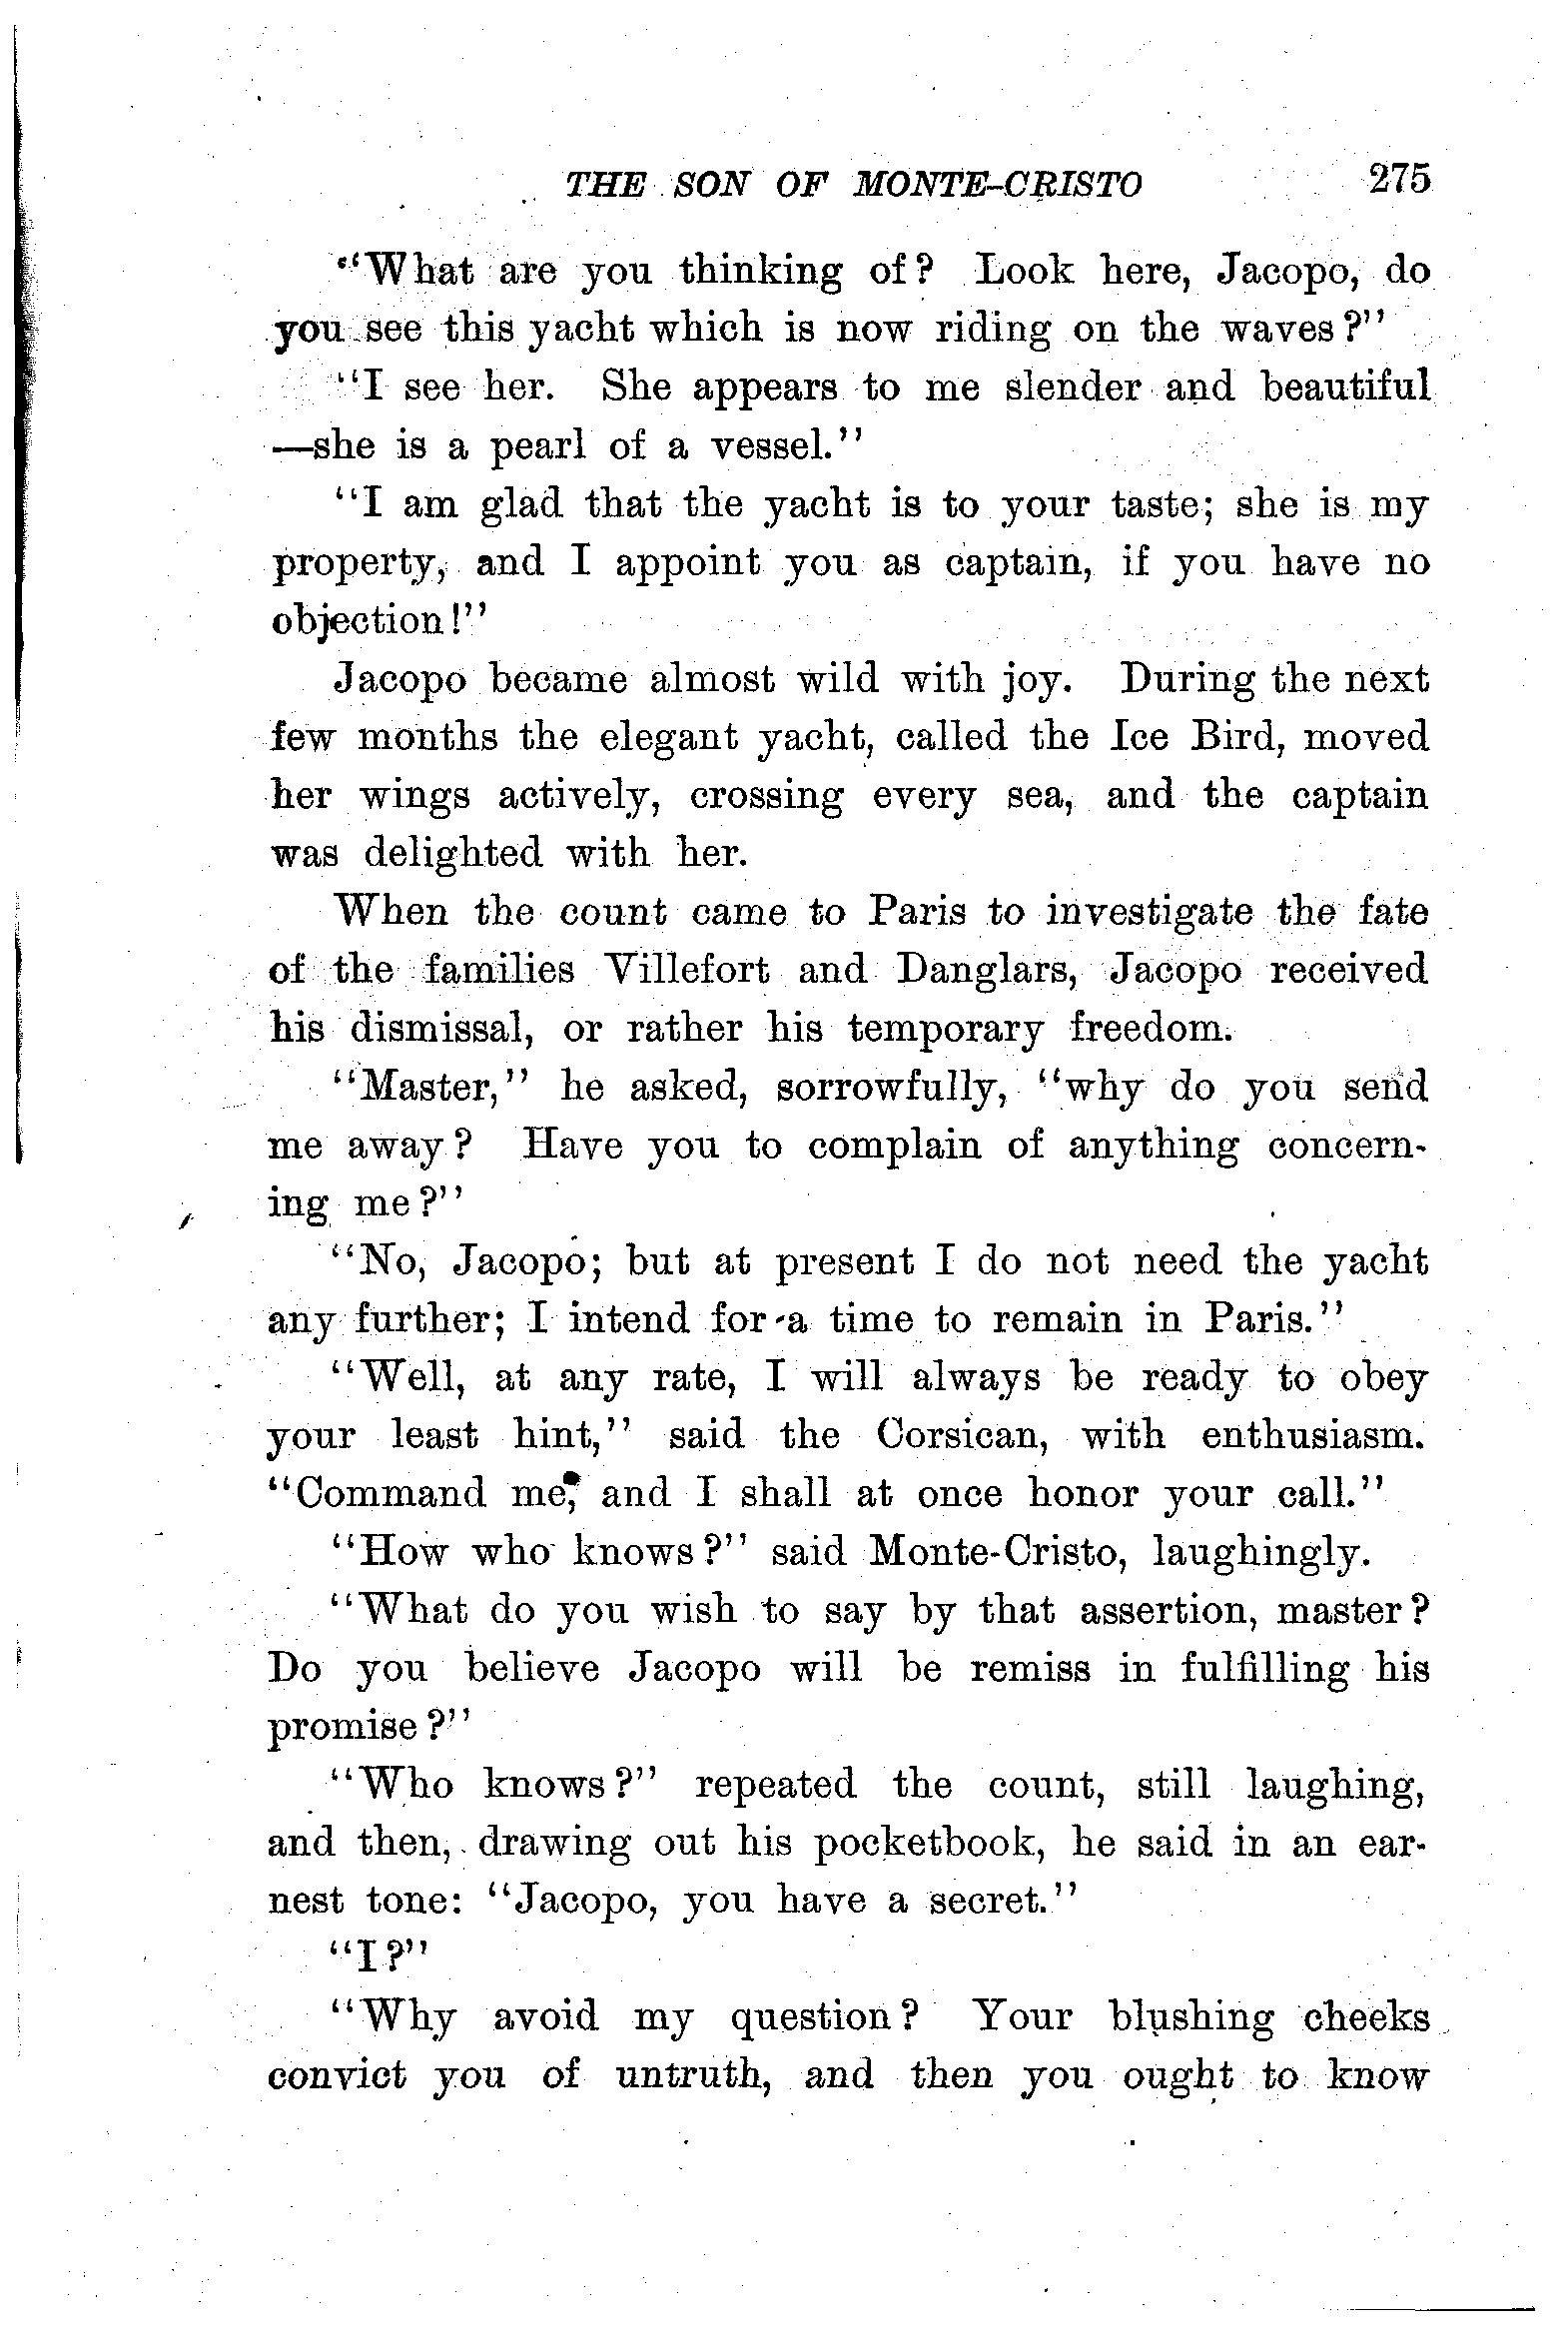 THE SON OF MONTE-CRISTO 275
"What are you thinking of? Look here, Jacopo, do
you see this yacht which is now riding on the waves?"
"I see her. She appears to me slender and beautiful
—she is a pearl of a vessel."
"I am glad that the yacht is to your taste; she is my
property, and I appoint you as captain, if you have no
objection!"
Jacopo became almost wild with joy. During the next
few months the elegant yacht, called the Ice Bird, moved
her wings actively, crossing every sea, and the captain
was delighted with her.
When the count came to Paris to investigate the fate
of the families Villefort and Danglars, Jacopo received
his dismissal, or rather his temporary freedom.
"Master," he asked, sorrowfully, "why do you send
me away? Have you to complain of anything concern-
ing me?"
"No, Jacopo; but at present I do not need the yacht
any further; I intend for a time to remain in Paris."
"Well, at any rate, I will always be ready to obey
your least hint," said the Corsican, with enthusiasm.
"Command me, and I shall at once honor your call."
"How who knows?" said Monte-Cristo, laughingly.
"What do you wish to say by that assertion, master?
Do you believe Jacopo will be remiss in fulfilling his
promise?"
"Who knows?" repeated the count, still laughing,
and then, drawing out his pocketbook, he said in an ear-
nest tone: "Jacopo, you have a secret."
"I?"
"Why avoid my question? Your blushing cheeks
convict you of untruth, and then you ought to know